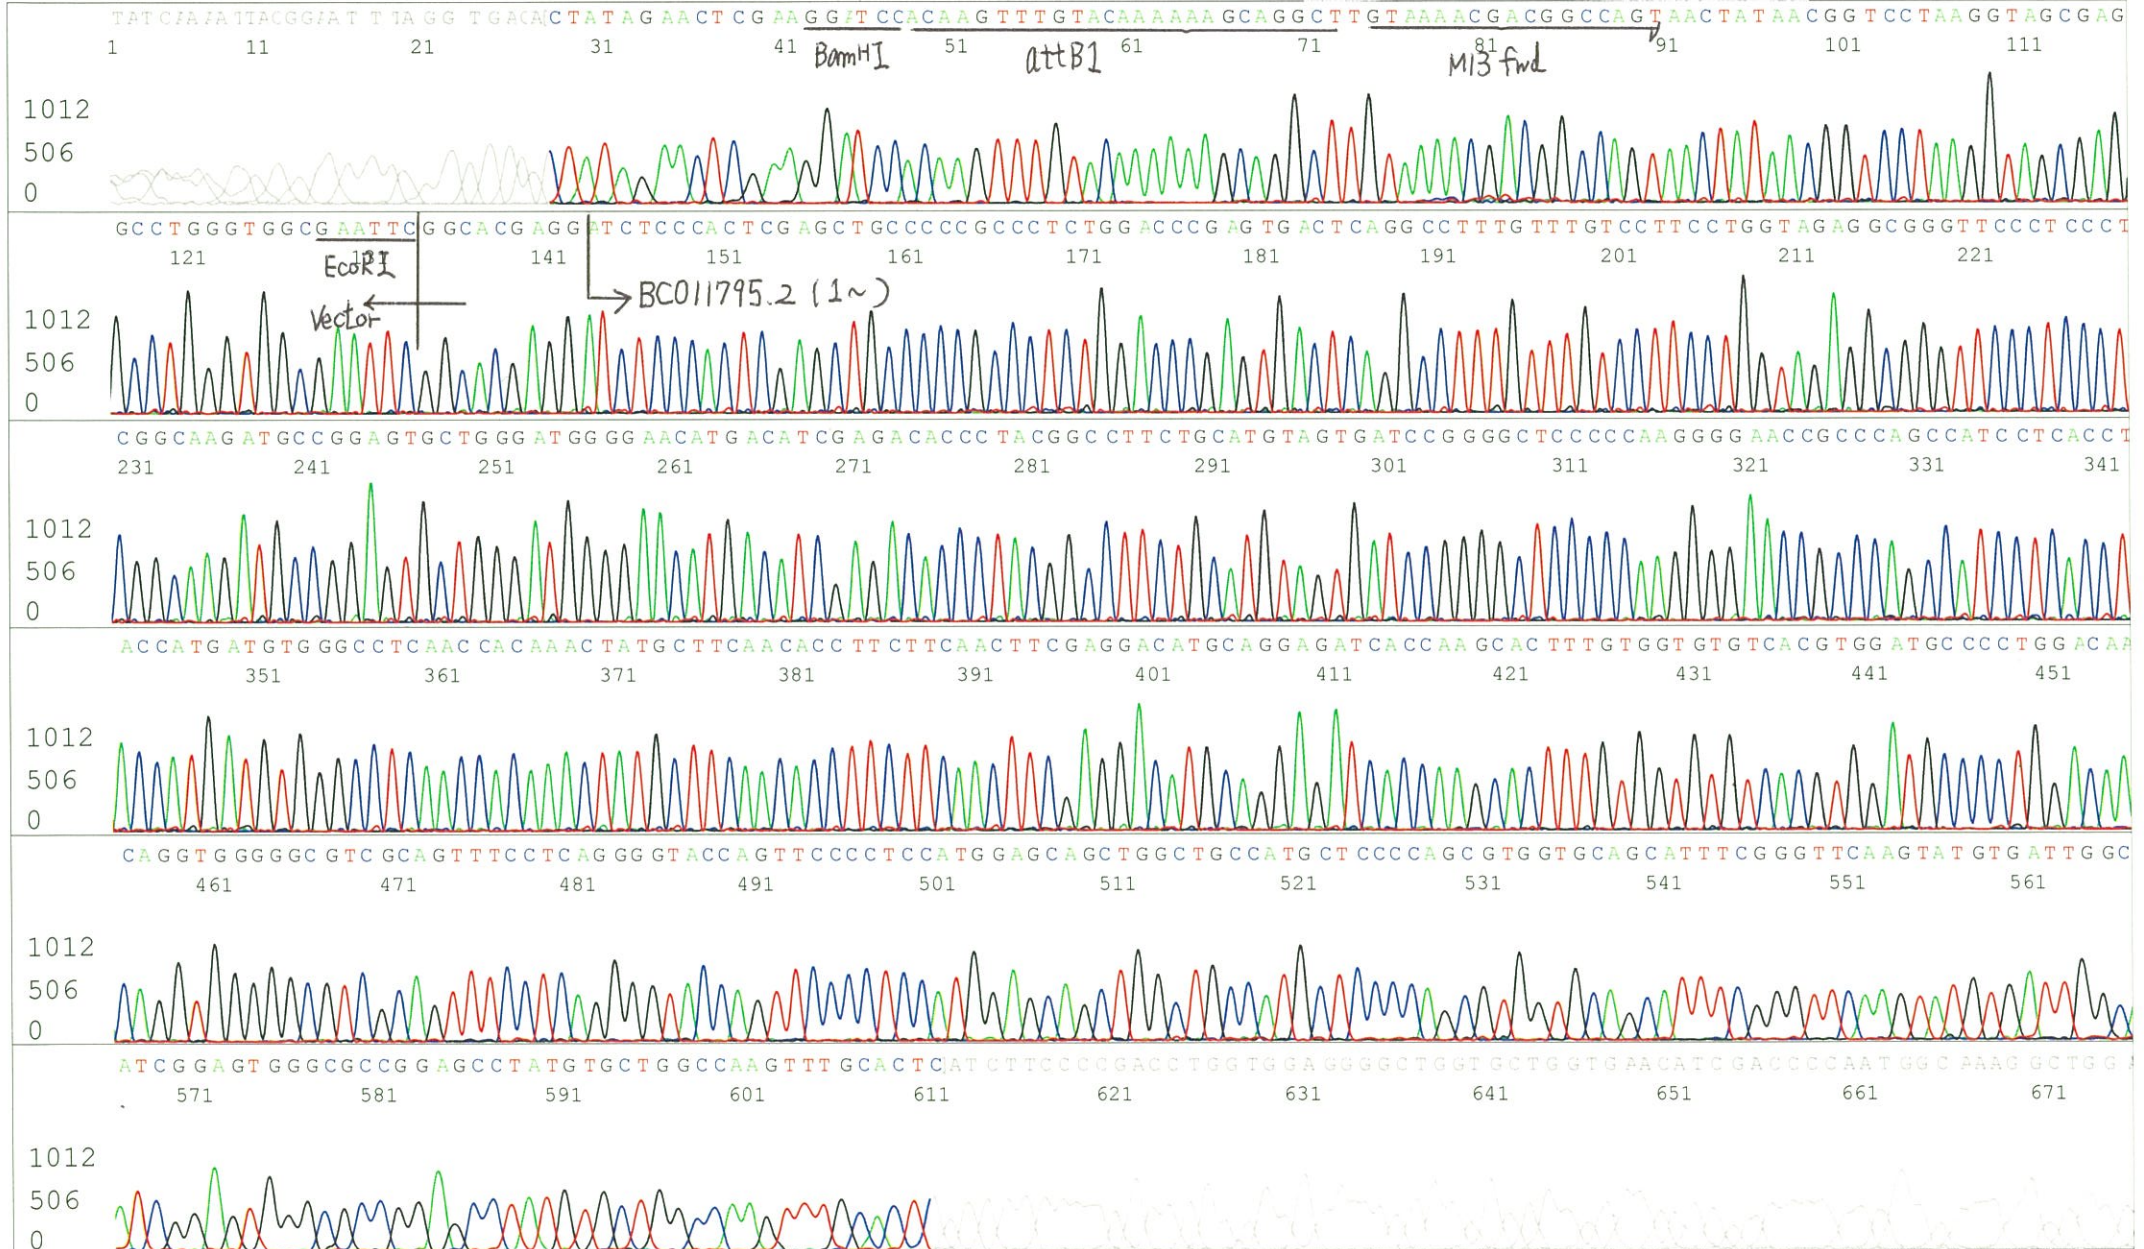 TATCAAAATTACGGAAT TTTAGG TGACACTATAGAACTCGAAGGATCCACAAGTTTGTACAAAAAAGCAGGCTTGTAAAACGACGGCCAGTAACTATAACGGTCCTAAGGTAGCGAG
1 11 21 31 41 51 61 71 81 91 101 111
BamHI attB1 M13 fwd
1012
506
0
GCCTGGGTGGCGAATTCGGCACGAGGATCTCCCACTCGAGCTGCCCCCGCCCTCTGGACCCGAGTGACTCAGGCCTTTGTTTGTCCTTCCTGGTAGAGGCGGGTTCCCTCCCT
121 131 141 151 161 171 181 191 201 211 221
EcoRI
Vector
BC011795.2 (1~)
1012
506
0
CGGCAAGATGCCGGAGTGCTGGGATGGGGAACATGACATCGAGACACCCTACGGCCTTCTGCATGTAGTGATCCGGGGCTCCCCCAAGGGGAACCGCCCAGCCATCCTCACCT
231 241 251 261 271 281 291 301 311 321 331 341
1012
506
0
ACCATGATGTGGGCCTCAACCACAAACTATGCTTCAACACCTTCTTCAACTTCGAGGACATGCAGGAGATCACCAAGCACTTTGTGGTGTGTCACGTGGATGCCCCTGGACAA
351 361 371 381 391 401 411 421 431 441 451
1012
506
0
CAGGTGGGGGCGTCGCAGTTTCCTCAGGGGTACCAGTTCCCCTCCATGGAGCAGCTGGCTGCCATGCTCCCCAGCGTGGTGCAGCATTTCGGGTTCAAGTATGTGATTGGC
461 471 481 491 501 511 521 531 541 551 561
1012
506
0
ATCGGAGTGGGCGCCGGAGCCTATGTGCTGGCCAAGTTTGCACTCATCTTCCCCGACCTGGTGGAGGGGCTGGTGCTGGTGAACATCGACCCCAATGGCAAAGGCTGGA
571 581 591 601 611 621 631 641 651 661 671
1012
506
0